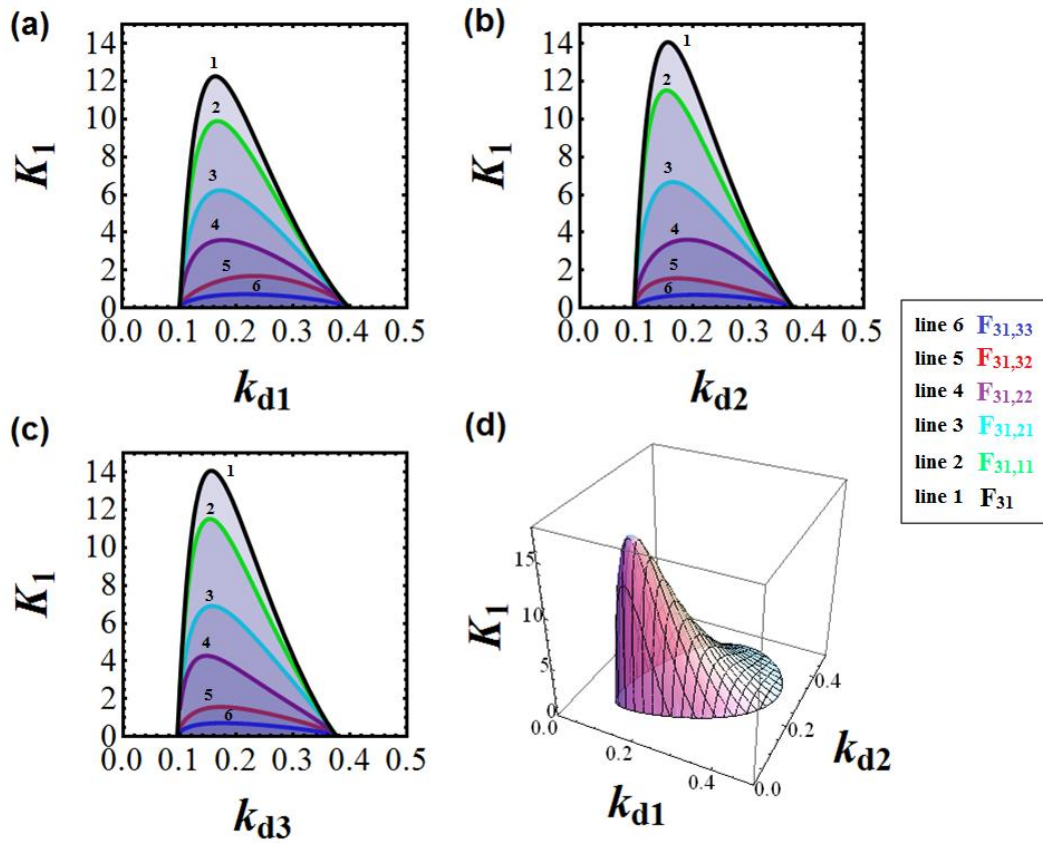 (a)
14
12
10
8
6
4
2
0
K1
1
2
3
4
5
6
0.0 0.1 0.2 0.3 0.4 0.5
kd1
(b)
14
12
10
8
6
4
2
0
K1
1
2
3
4
5
6
0.0 0.1 0.2 0.3 0.4 0.5
kd2
(c)
14
12
10
8
6
4
2
0
K1
1
2
3
4
5
6
0.0 0.1 0.2 0.3 0.4 0.5
kd3
(d)
15
10
5
0
K1
0.0
0.2
0.4
kd1
0.0
0.2
0.4
kd2
line 6 F31,33
line 5 F31,32
line 4 F31,22
line 3 F31,21
line 2 F31,11
line 1 F31